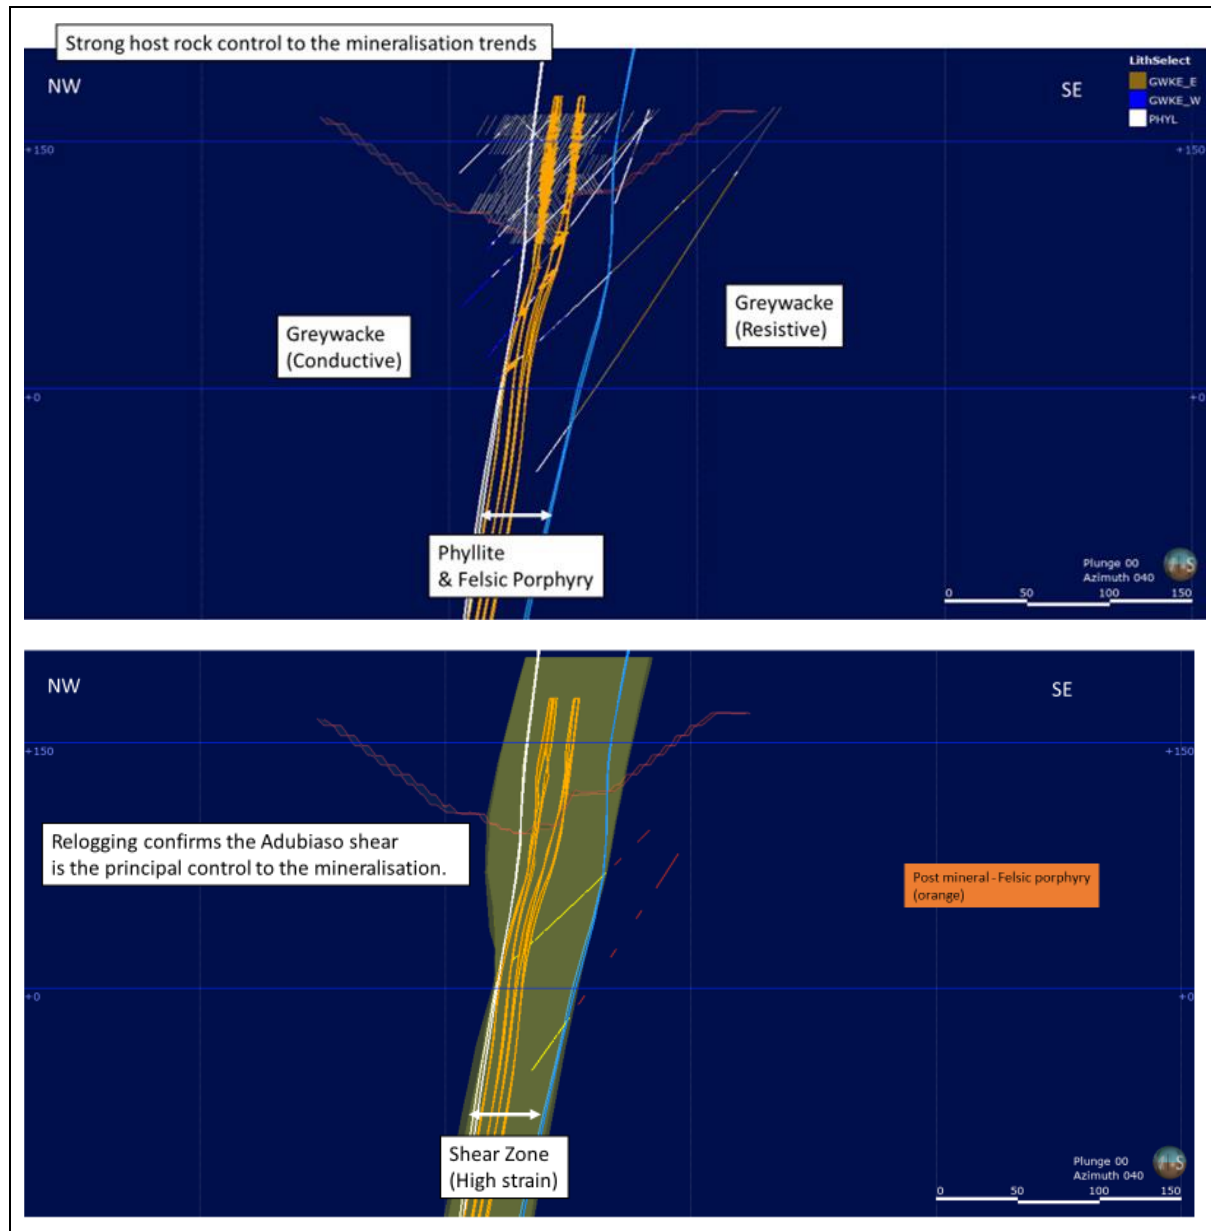 Strong host rock control to the mineralisation trends
NW
SE
LithSelect
GWKE_E
GWKE_W
PHYL
+150
+150
Greywacke
(Conductive)
Greywacke
(Resistive)
+0
+0
Phyllite
& Felsic Porphyry
Plunge 00
Azimuth 040
0 50 100 150
NW
SE
+150
+150
Relogging confirms the Adubiaso shear
is the principal control to the mineralisation.
Post mineral - Felsic porphyry
(orange)
+0
+0
Shear Zone
(High strain)
Plunge 00
Azimuth 040
0 50 100 150